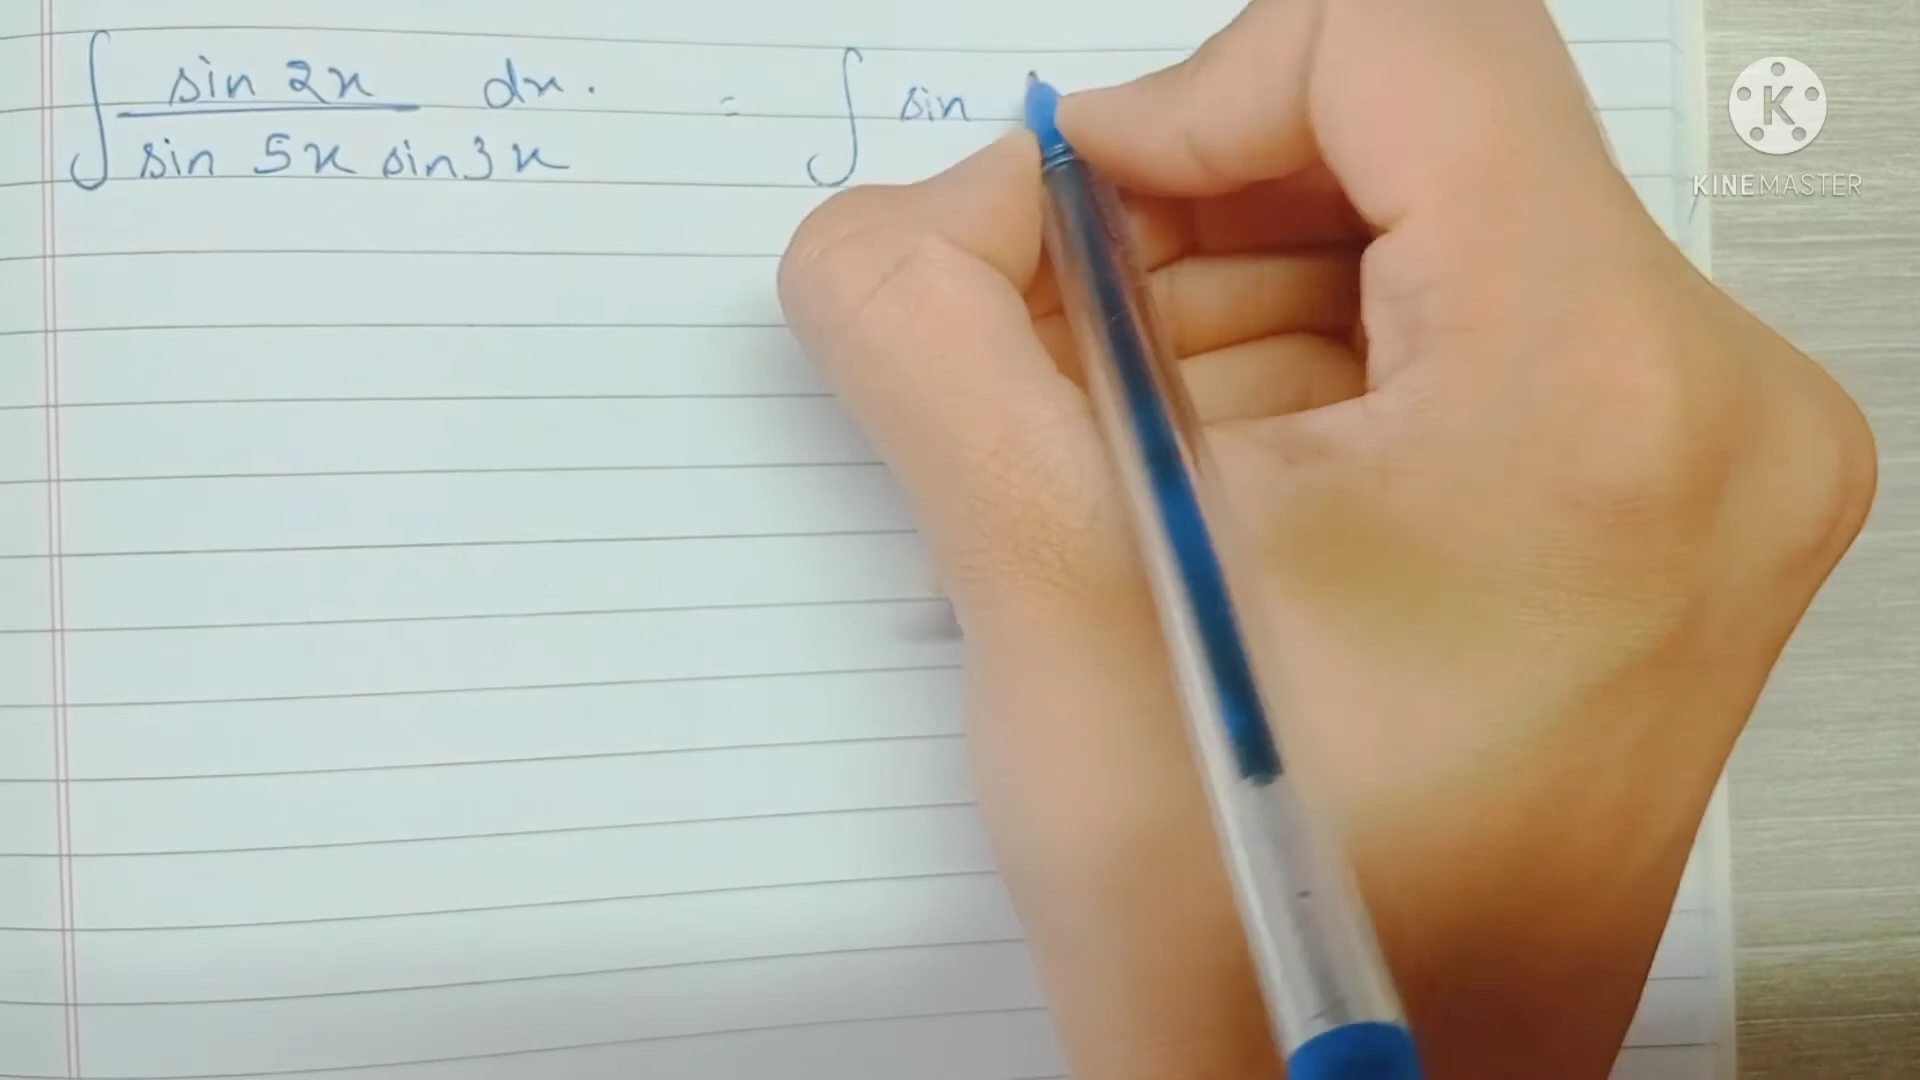 ∫ sin 2x / sin 5x sin3x dx. = ∫ sin
KINEMASTER